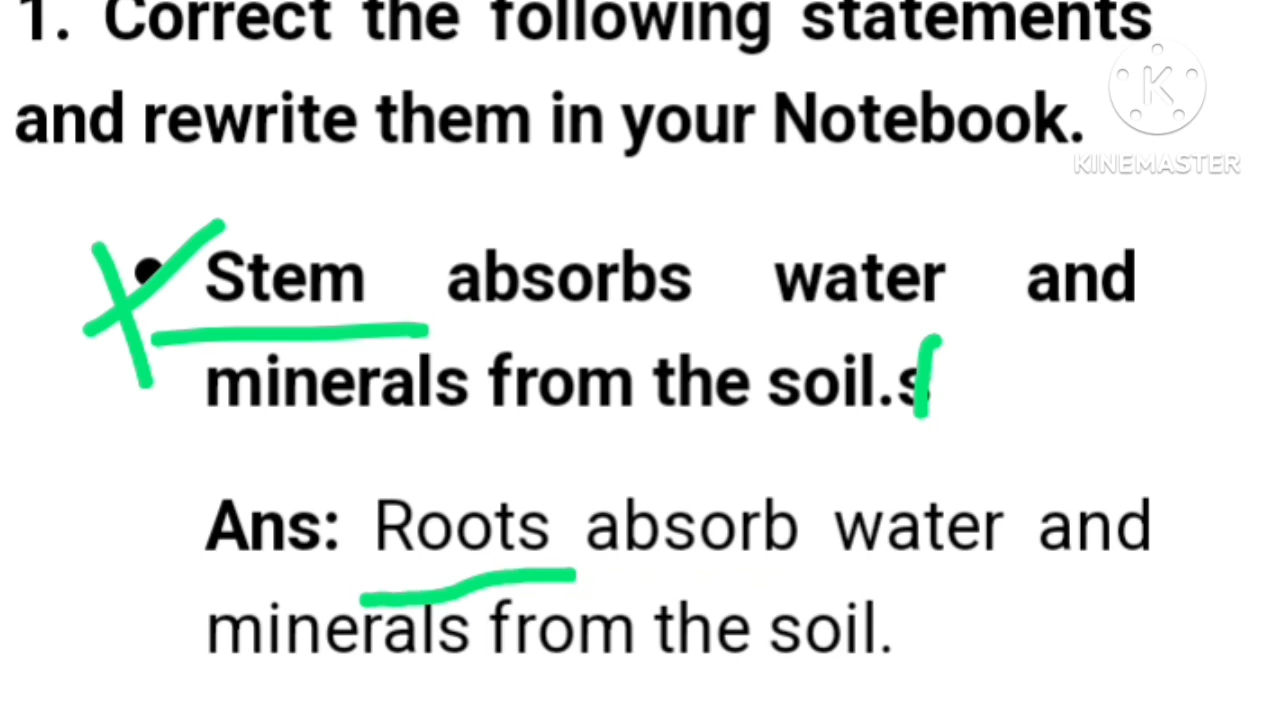 1. Correct the following statements
and rewrite them in your Notebook.
K
KINEMASTER
• Stem absorbs water and
minerals from the soil.s
Ans: Roots absorb water and
minerals from the soil.